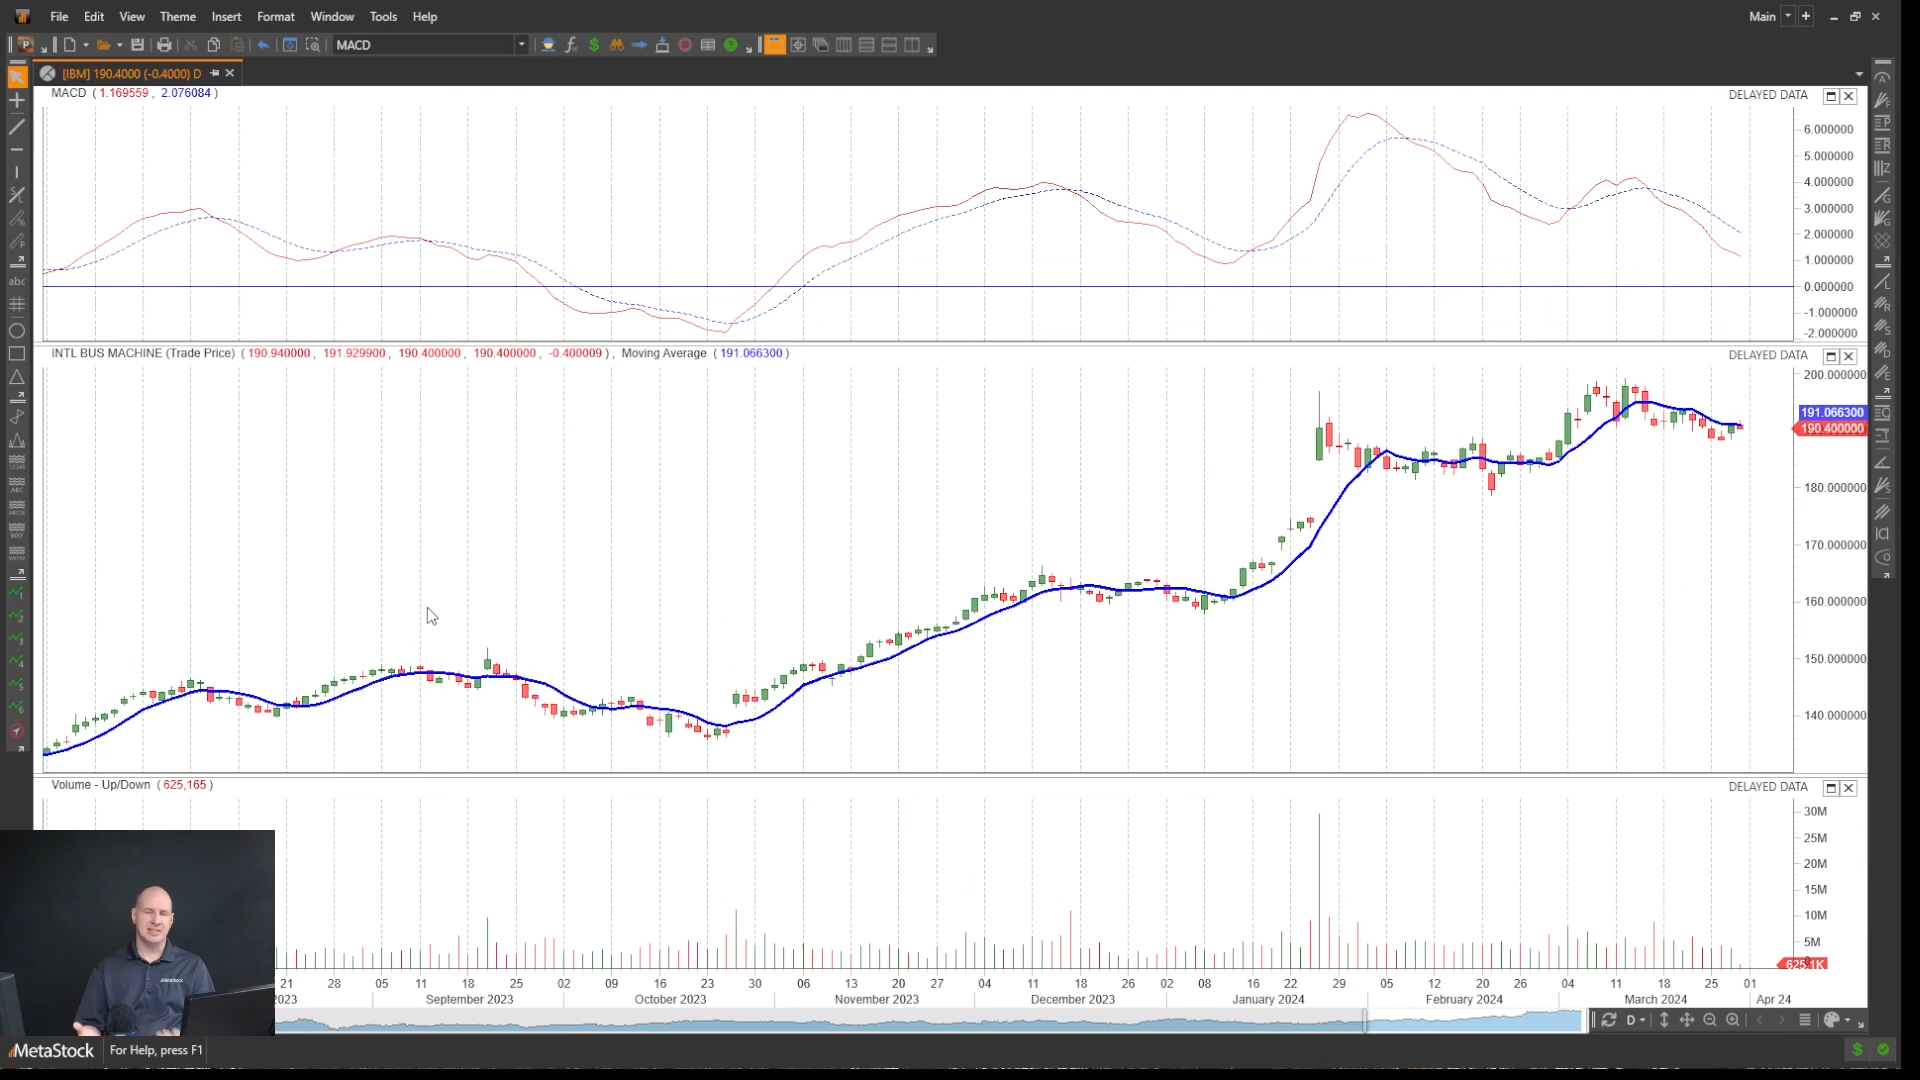 File Edit View Theme Insert Format Window Tools Help Main
MACD
[IBM] 190.4000 (-0.4000) D
MACD ( 1.169559 , 2.076084 ) DELAYED DATA
6.000000
5.000000
4.000000
3.000000
2.000000
1.000000
0.000000
-1.000000
-2.000000
INTL BUS MACHINE (Trade Price) ( 190.940000 , 191.929900 , 190.400000 , 190.400000 , -0.400009 ) , Moving Average ( 191.066300 ) DELAYED DATA
200.000000
191.066300
190.400000
180.000000
170.000000
160.000000
150.000000
140.000000
Volume - Up/Down ( 625,165 ) DELAYED DATA
30M
25M
20M
15M
10M
5M
625.1K
21 28 05 11 18 25 02 09 16 23 30 06 13 20 27 04 11 18 26 02 08 16 22 29 05 12 20 26 04 11 18 25 01
2023 September 2023 October 2023 November 2023 December 2023 January 2024 February 2024 March 2024 Apr 24
D
abc
MetaStock For Help, press F1